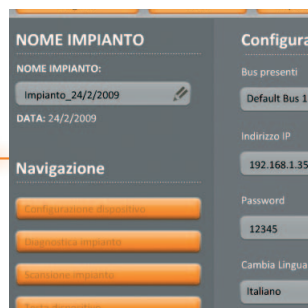 NOME IMPIANTO
NOME IMPIANTO:
Impianto_24/2/2009
DATA: 24/2/2009
Navigazione
Configurazione dispositivo
Diagnostica impianto
Scansione impianto
Configura
Bus presenti
Default Bus 1
Indirizzo IP
192.168.1.35
Password
12345
Cambia Lingua
Italiano